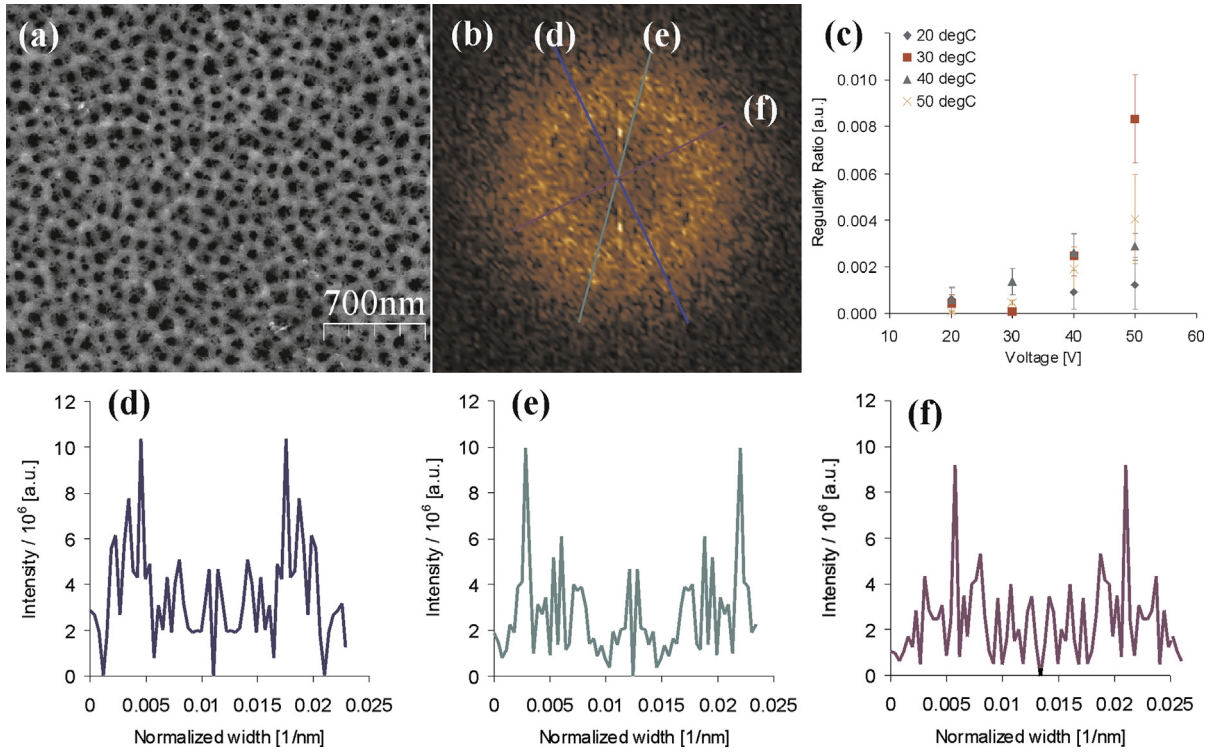 (a)
700nm
(b)
(d)
(e)
(f)
(c)
20 degC
30 degC
40 degC
50 degC
Regularity Ratio [a.u.]
0.010
0.008
0.006
0.004
0.002
0.000
10 20 30 40 50 60
Voltage [V]
(d)
Intensity / 10⁶ [a.u.]
12
10
8
6
4
2
0
0 0.005 0.01 0.015 0.02 0.025
Normalized width [1/nm]
(e)
Intensity / 10⁶ [a.u.]
12
10
8
6
4
2
0
0 0.005 0.01 0.015 0.02 0.025
Normalized width [1/nm]
(f)
Intensity / 10⁶ [a.u.]
12
10
8
6
4
2
0
0 0.005 0.01 0.015 0.02 0.025
Normalized width [1/nm]